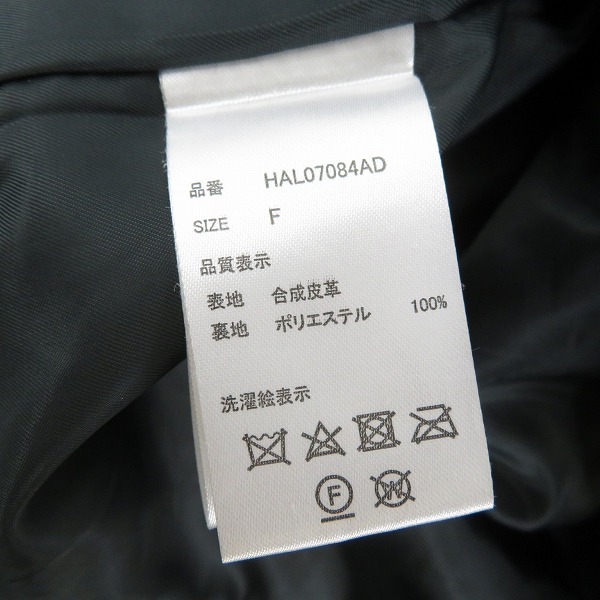 品番 HAL07084AD
SIZE F
品質表示
表地 合成皮革
裏地 ポリエステル 100%
洗濯絵表示
F W